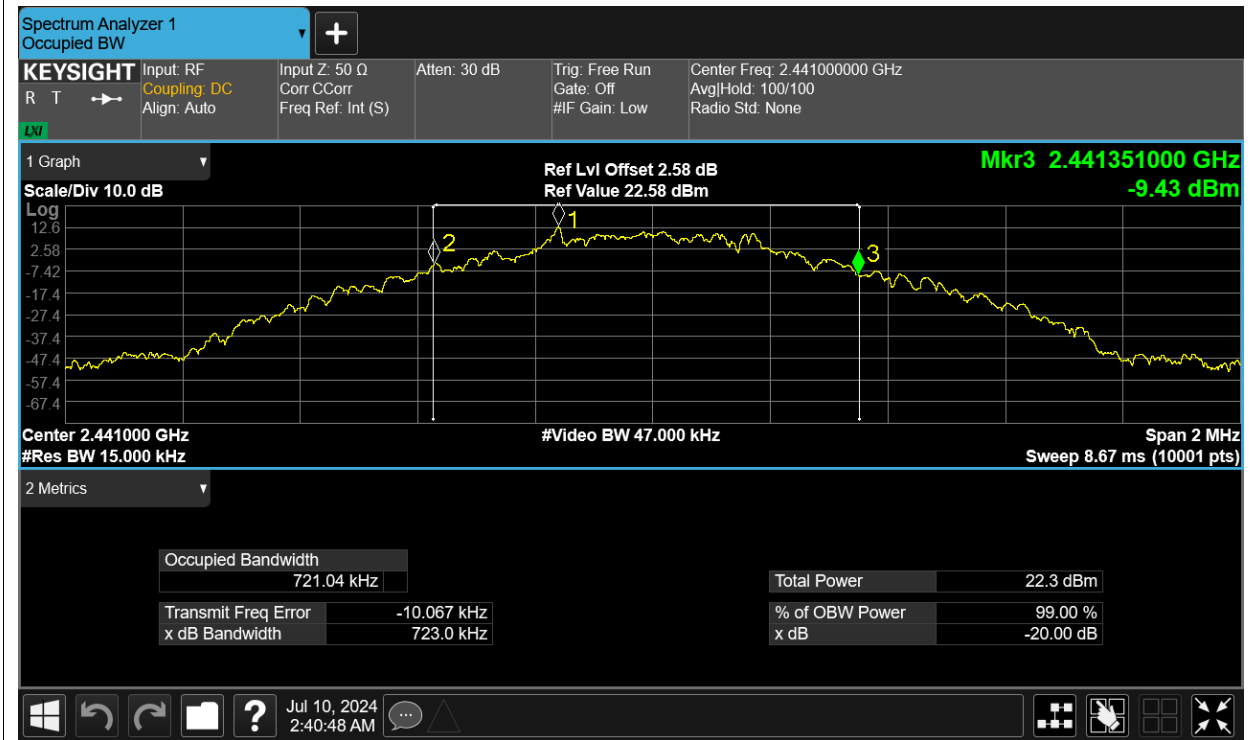 Spectrum Analyzer 1
Occupied BW
KEYSIGHT
R T
LXI
Input: RF
Coupling: DC
Align: Auto
Input Z: 50 Ω
Corr CCorr
Freq Ref: Int (S)
Atten: 30 dB
Trig: Free Run
Gate: Off
#IF Gain: Low
Center Freq: 2.441000000 GHz
Avg|Hold: 100/100
Radio Std: None
1 Graph
Scale/Div 10.0 dB
Ref Lvl Offset 2.58 dB
Ref Value 22.58 dBm
Mkr3 2.441351000 GHz
-9.43 dBm
Log
12.6
2.58
-7.42
-17.4
-27.4
-37.4
-47.4
-57.4
-67.4
1
2
3
Center 2.441000 GHz
#Res BW 15.000 kHz
#Video BW 47.000 kHz
Span 2 MHz
Sweep 8.67 ms (10001 pts)
2 Metrics
Occupied Bandwidth
721.04 kHz
Transmit Freq Error -10.067 kHz
x dB Bandwidth 723.0 kHz
Total Power 22.3 dBm
% of OBW Power 99.00 %
x dB -20.00 dB
?
Jul 10, 2024
2:40:48 AM